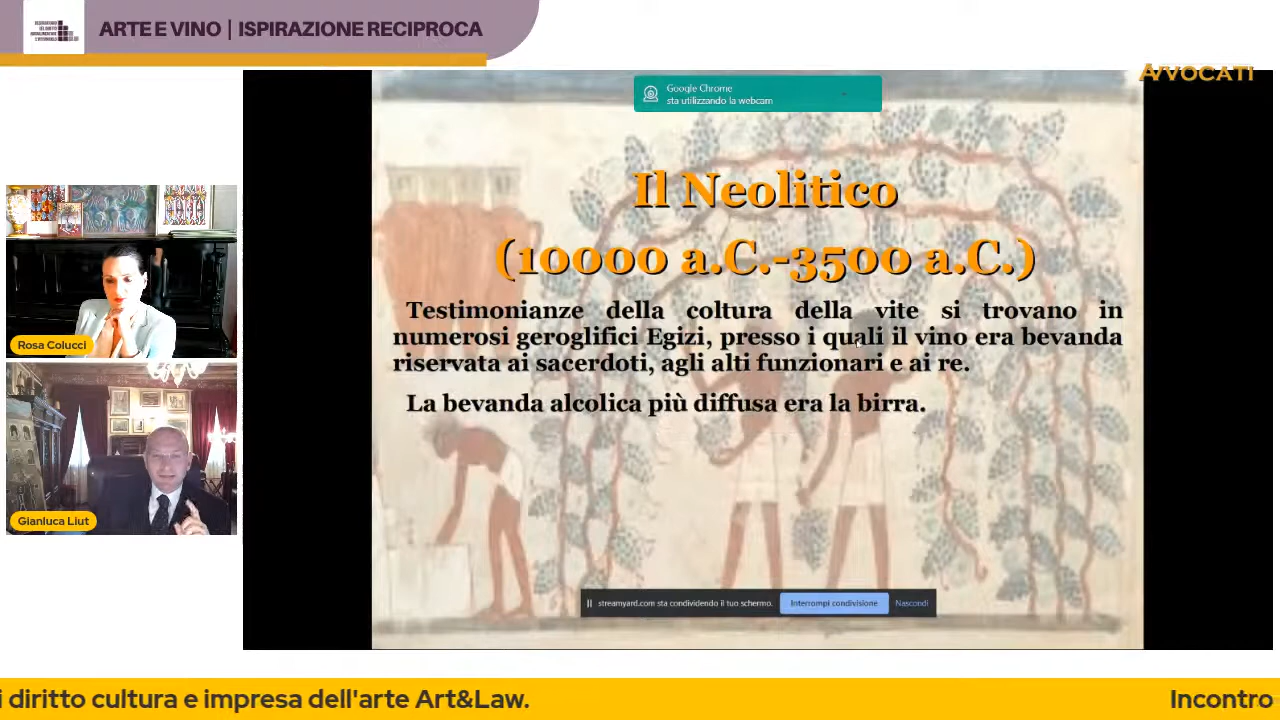 ARTE E VINO | ISPIRAZIONE RECIPROCA
AVVOCATI
Google Chrome
sta utilizzando la webcam
Il Neolitico
(10000 a.C.-3500 a.C.)
Testimonianze della coltura della vite si trovano in
numerosi geroglifici Egizi, presso i quali il vino era bevanda
riservata ai sacerdoti, agli alti funzionari e ai re.
La bevanda alcolica più diffusa era la birra.
Rosa Colucci
Gianluca Liut
streamyard.com sta condividendo il tuo schermo.
Interrompi condivisione
Nascondi
i diritto cultura e impresa dell'arte Art&Law.
Incontro